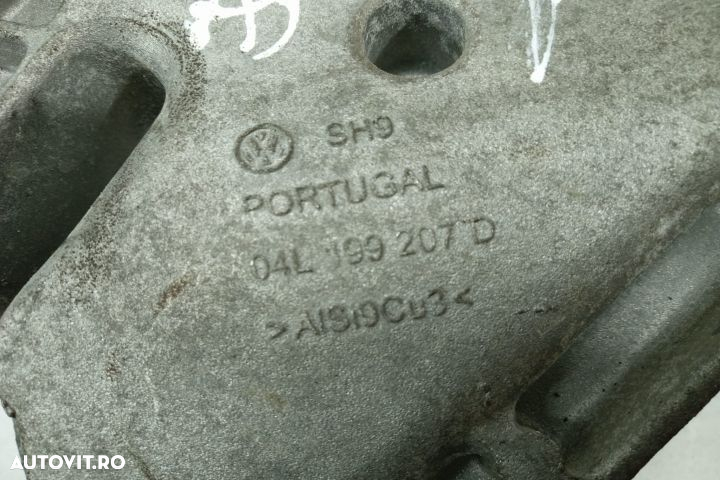 SH9
PORTUGAL
04L 199 207 D
>AlSi9Cu3<
AUTOVIT.RO